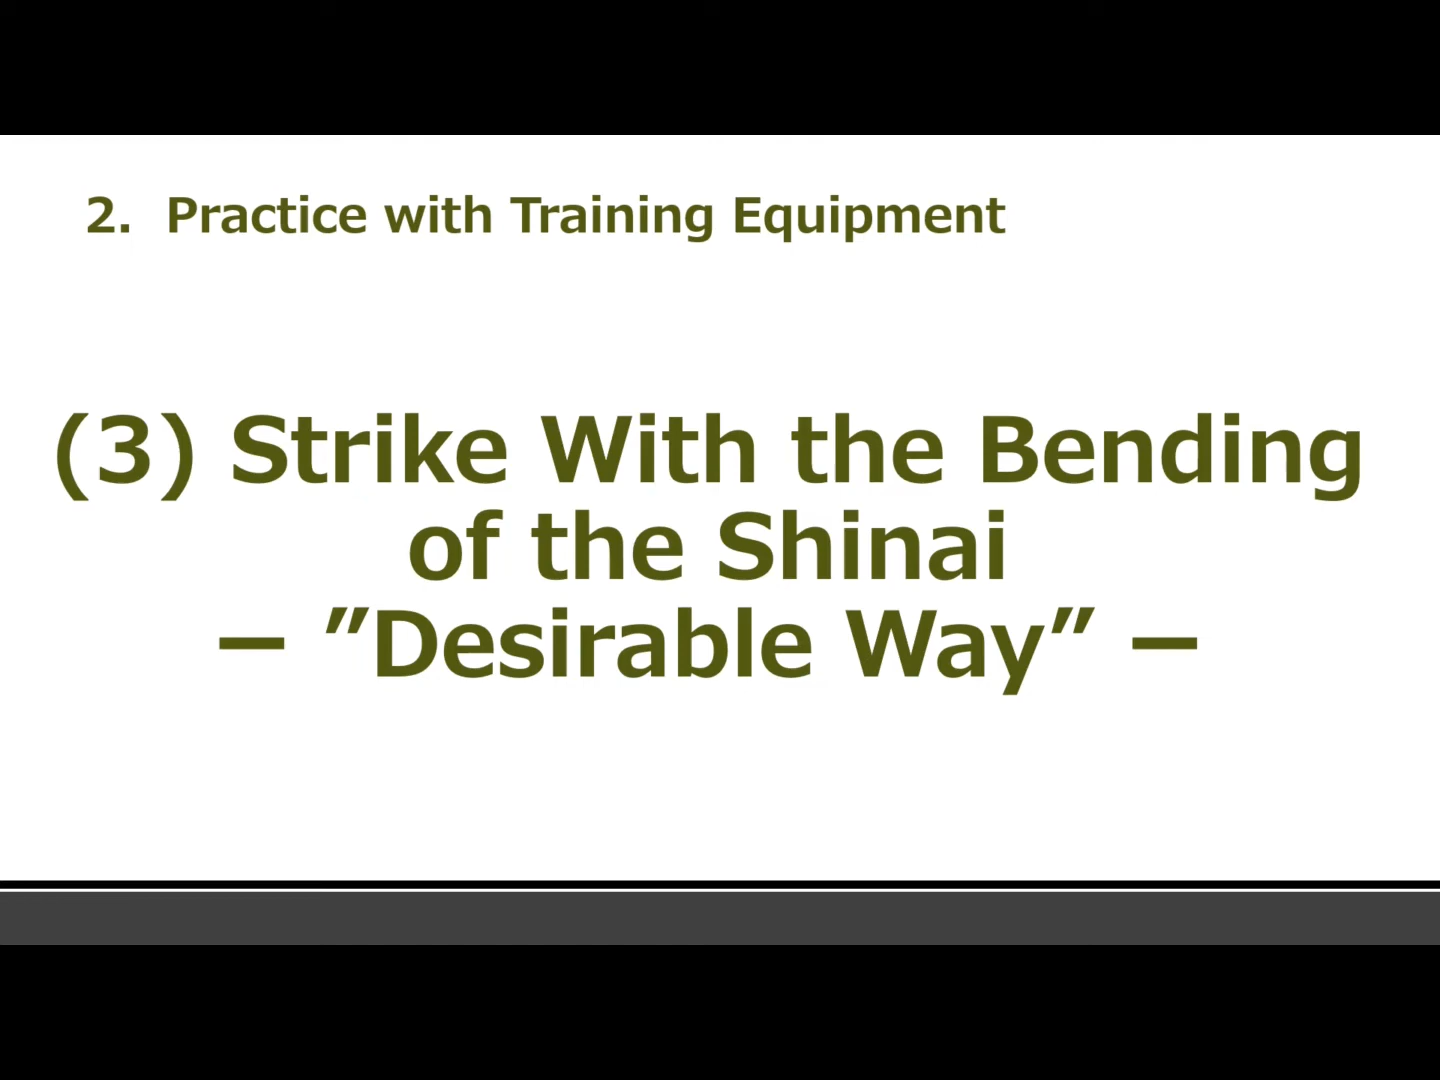 2. Practice with Training Equipment
(3) Strike With the Bending
of the Shinai
− ”Desirable Way” −